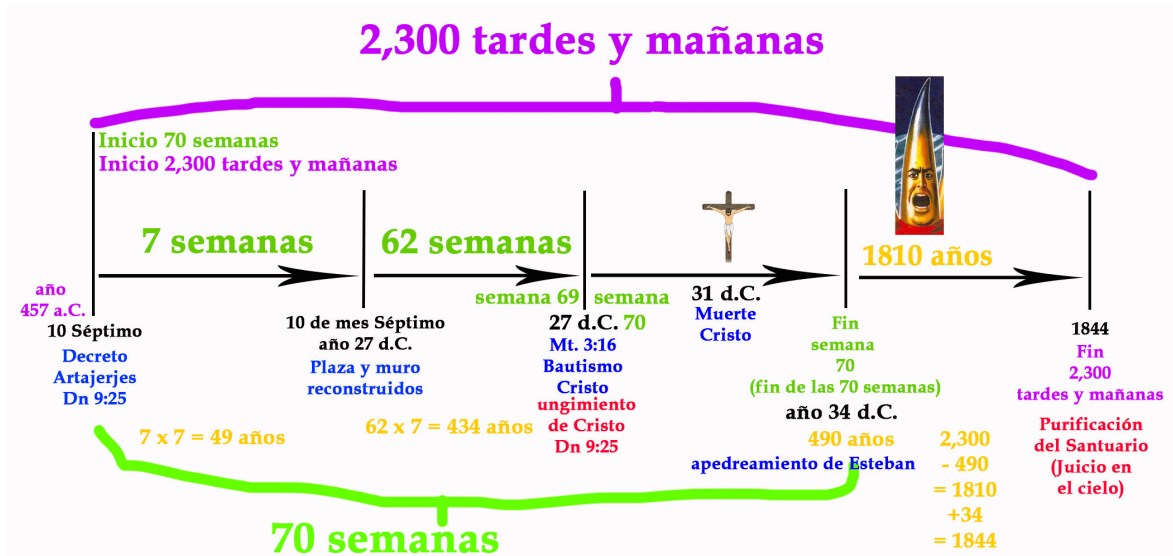 2,300 tardes y mañanas
Inicio 70 semanas
Inicio 2,300 tardes y mañanas
7 semanas
62 semanas
1810 años
año
457 a.C.
10 Séptimo
Decreto
Artajerjes
Dn 9:25
10 de mes Séptimo
año 27 d.C.
Plaza y muro
reconstruidos
semana 69
semana
27 d.C. 70
Mt. 3:16
Bautismo
Cristo
ungimiento
de Cristo
Dn 9:25
31 d.C.
Muerte
Cristo
Fin
semana
70
(fin de las 70 semanas)
año 34 d.C.
490 años
apedreamiento de Esteban
1844
Fin
2,300
tardes y mañanas
Purificación
del Santuario
(Juicio en
el cielo)
7 x 7 = 49 años
62 x 7 = 434 años
2,300
- 490
= 1810
+34
= 1844
70 semanas